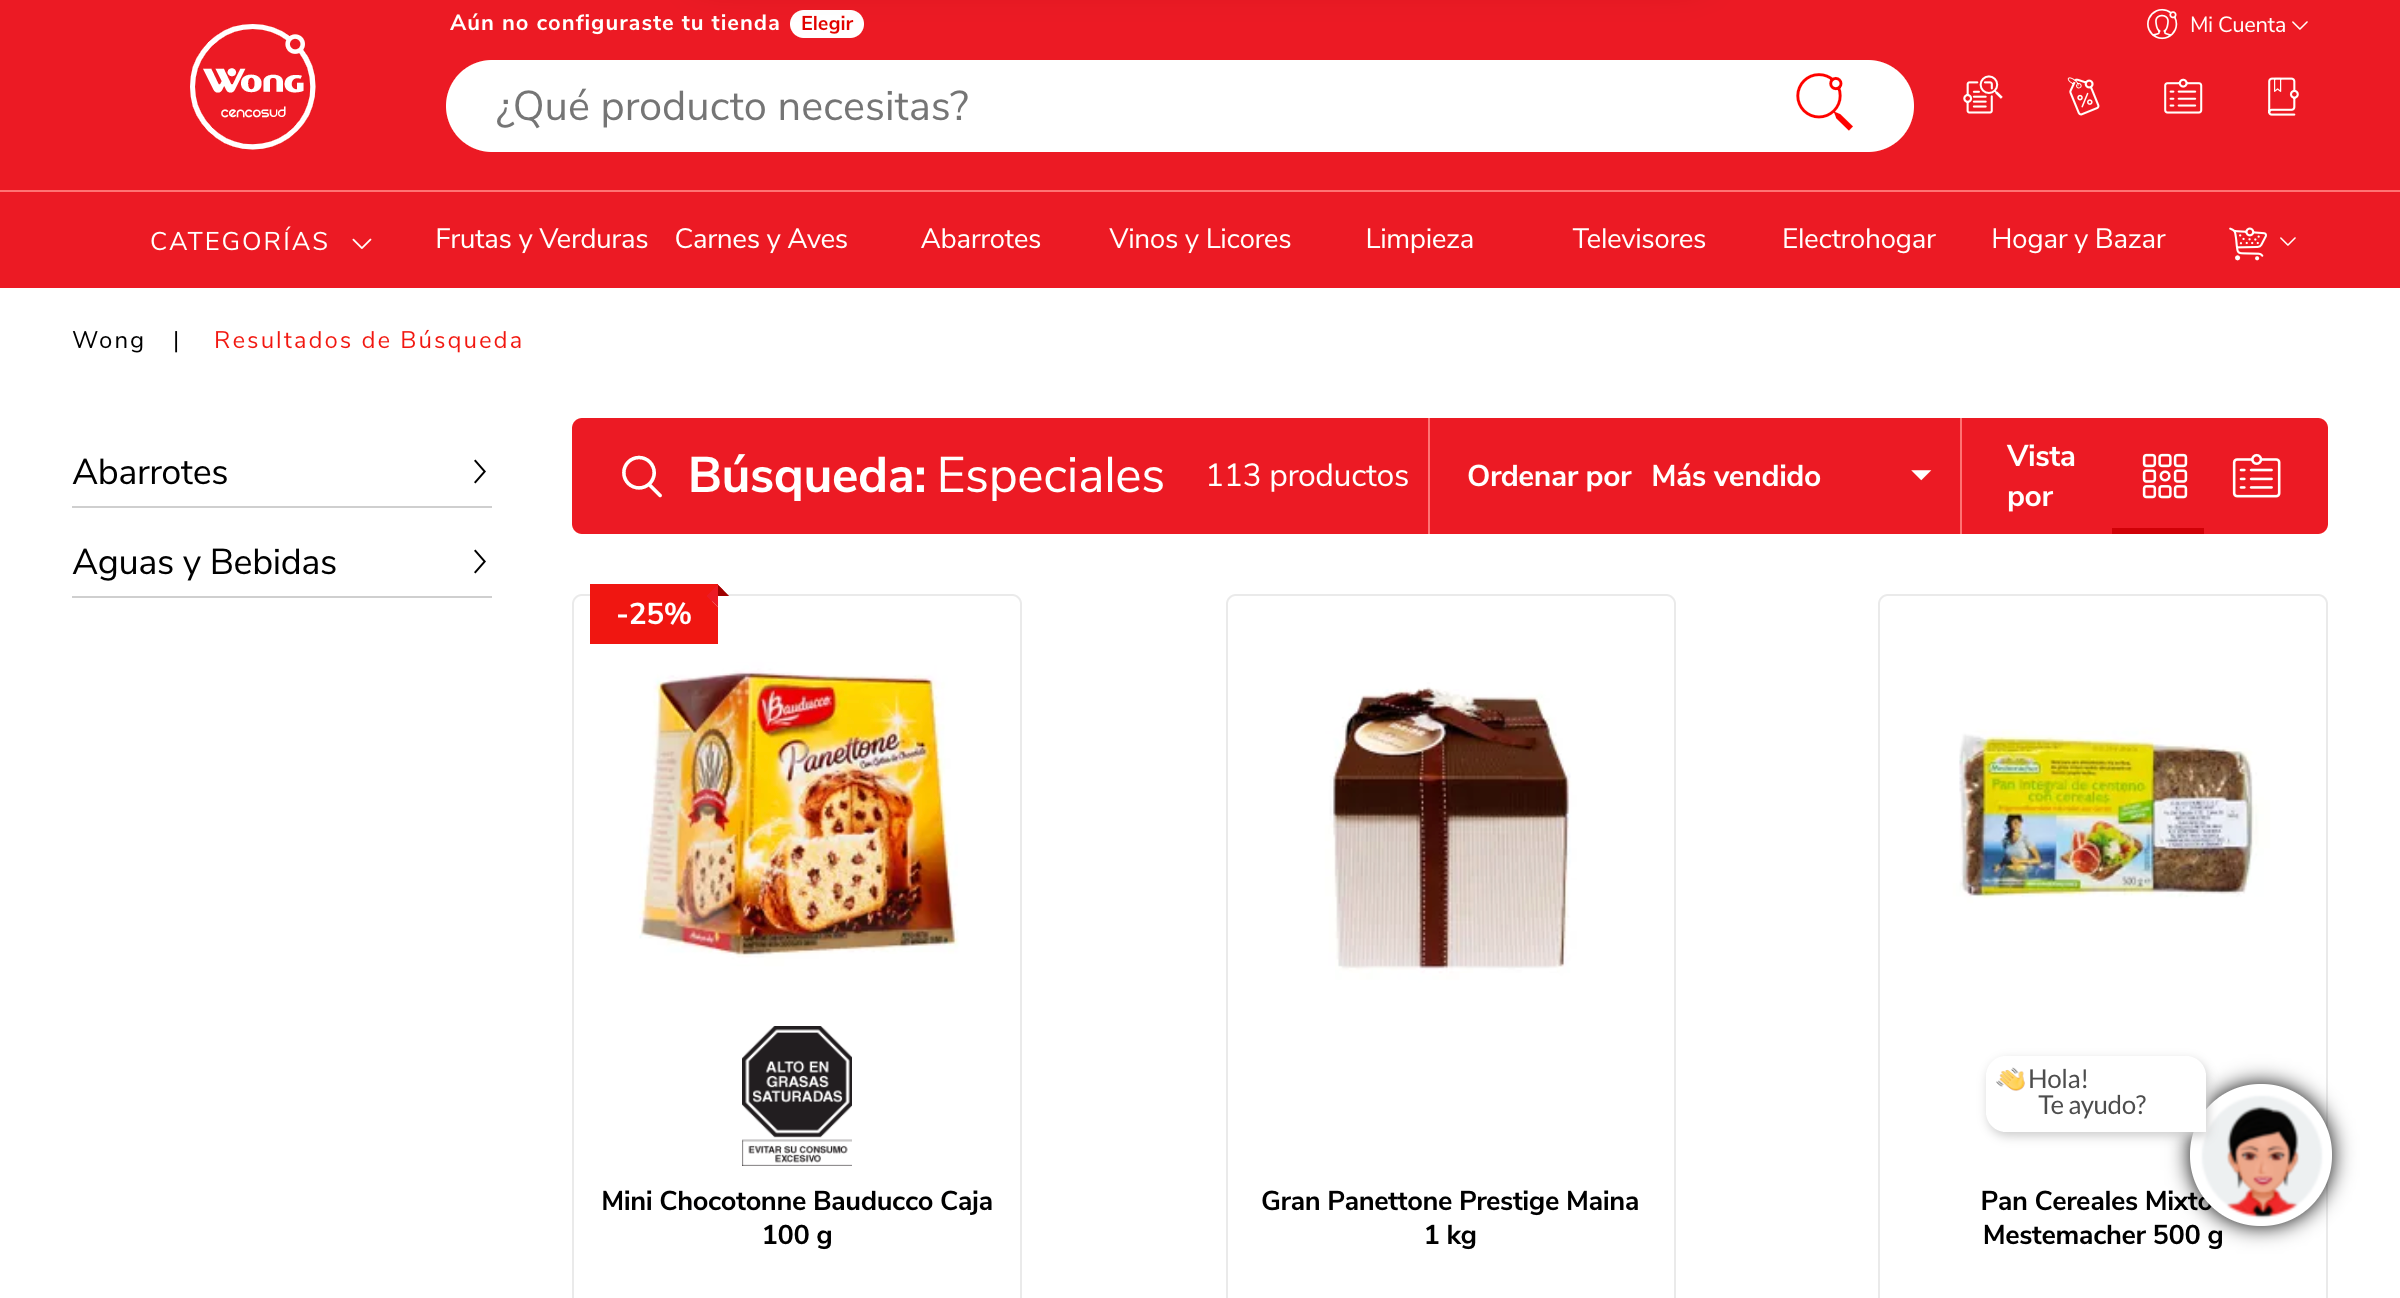 Aún no configuraste tu tienda Elegir
Mi Cuenta
Wong
cencosud
¿Qué producto necesitas?
CATEGORÍAS Frutas y Verduras Carnes y Aves Abarrotes Vinos y Licores Limpieza Televisores Electrohogar Hogar y Bazar
Wong | Resultados de Búsqueda
Abarrotes
Aguas y Bebidas
Búsqueda: Especiales 113 productos Ordenar por Más vendido Vista
por
-25%
Bauducco
Panettone
Mestemacher
Pan integral de centeno
con cereales
500 g
ALTO EN
GRASAS
SATURADAS
EVITAR SU CONSUMO
EXCESIVO
Mini Chocotonne Bauducco Caja
100 g
Gran Panettone Prestige Maina
1 kg
Pan Cereales Mixto
Mestemacher 500 g
👋Hola!
Te ayudo?